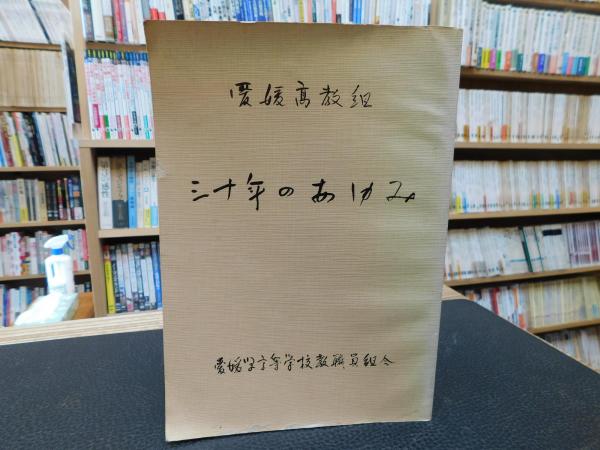 愛媛高教組
三十年のあゆみ
愛媛県高等学校教職員組合